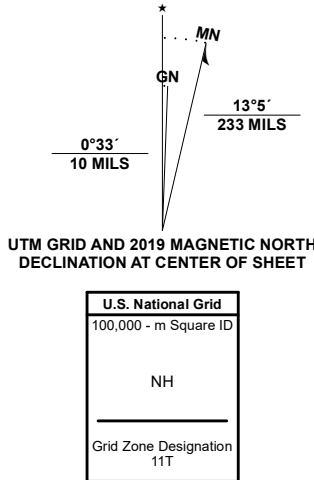 ★
MN
GN
0°33´
10 MILS
13°5´
233 MILS
UTM GRID AND 2019 MAGNETIC NORTH
DECLINATION AT CENTER OF SHEET
U.S. National Grid
100,000 - m Square ID
NH
Grid Zone Designation
11T